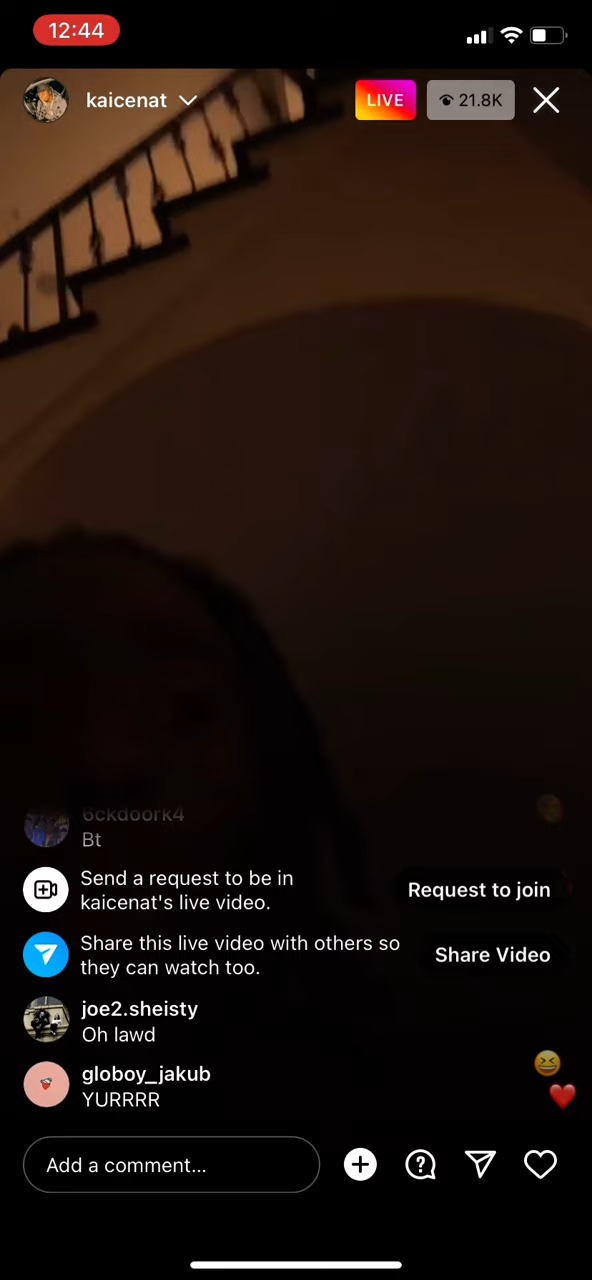 12:44
kaicenat
LIVE
21.8K
6ckdoork4
Bt
Send a request to be in
kaicenat's live video.
Request to join
Share this live video with others so
they can watch too.
Share Video
joe2.sheisty
Oh lawd
globoy_jakub
YURRRR
Add a comment...